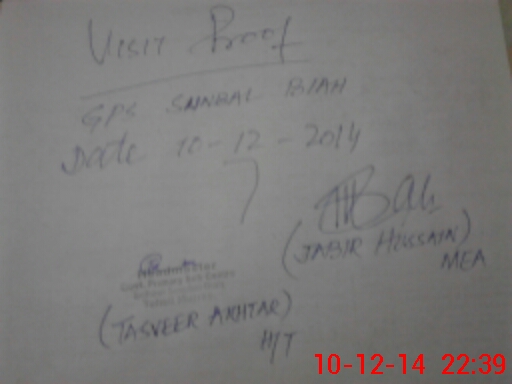 Visit Proof
GPS SANBAL BIAH
Date 10-12-2014
(JABIR HUSSAIN)
MEA
Headmaster
(TASVEER AKHTAR)
H/T
10-12-14 22:39